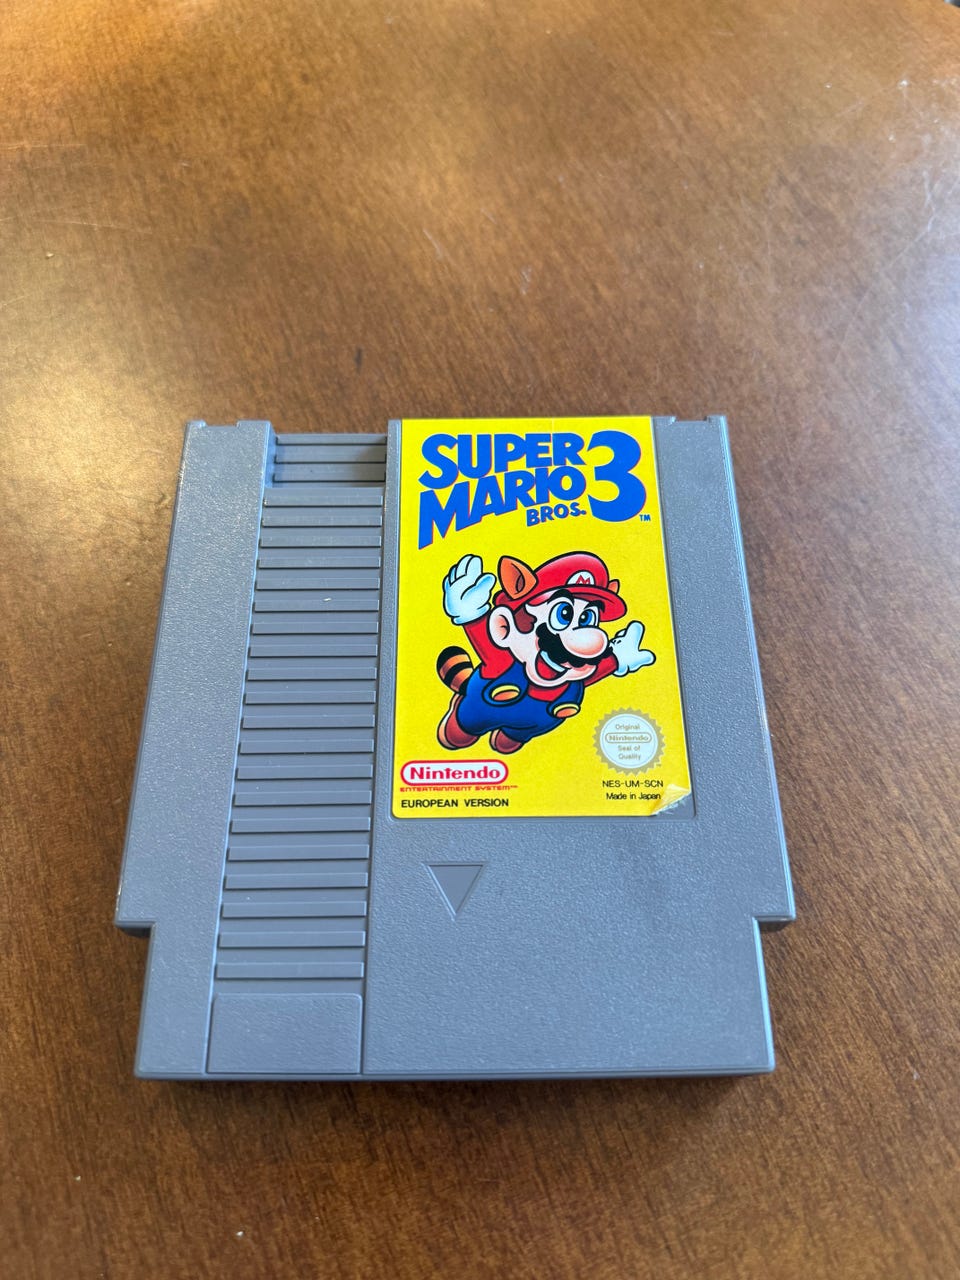 SUPER
MARIO 3
BROS.™
M
Original
Nintendo
Seal of
Quality
Nintendo
ENTERTAINMENT SYSTEM™
EUROPEAN VERSION
NES-UM-SCN
Made in Japan